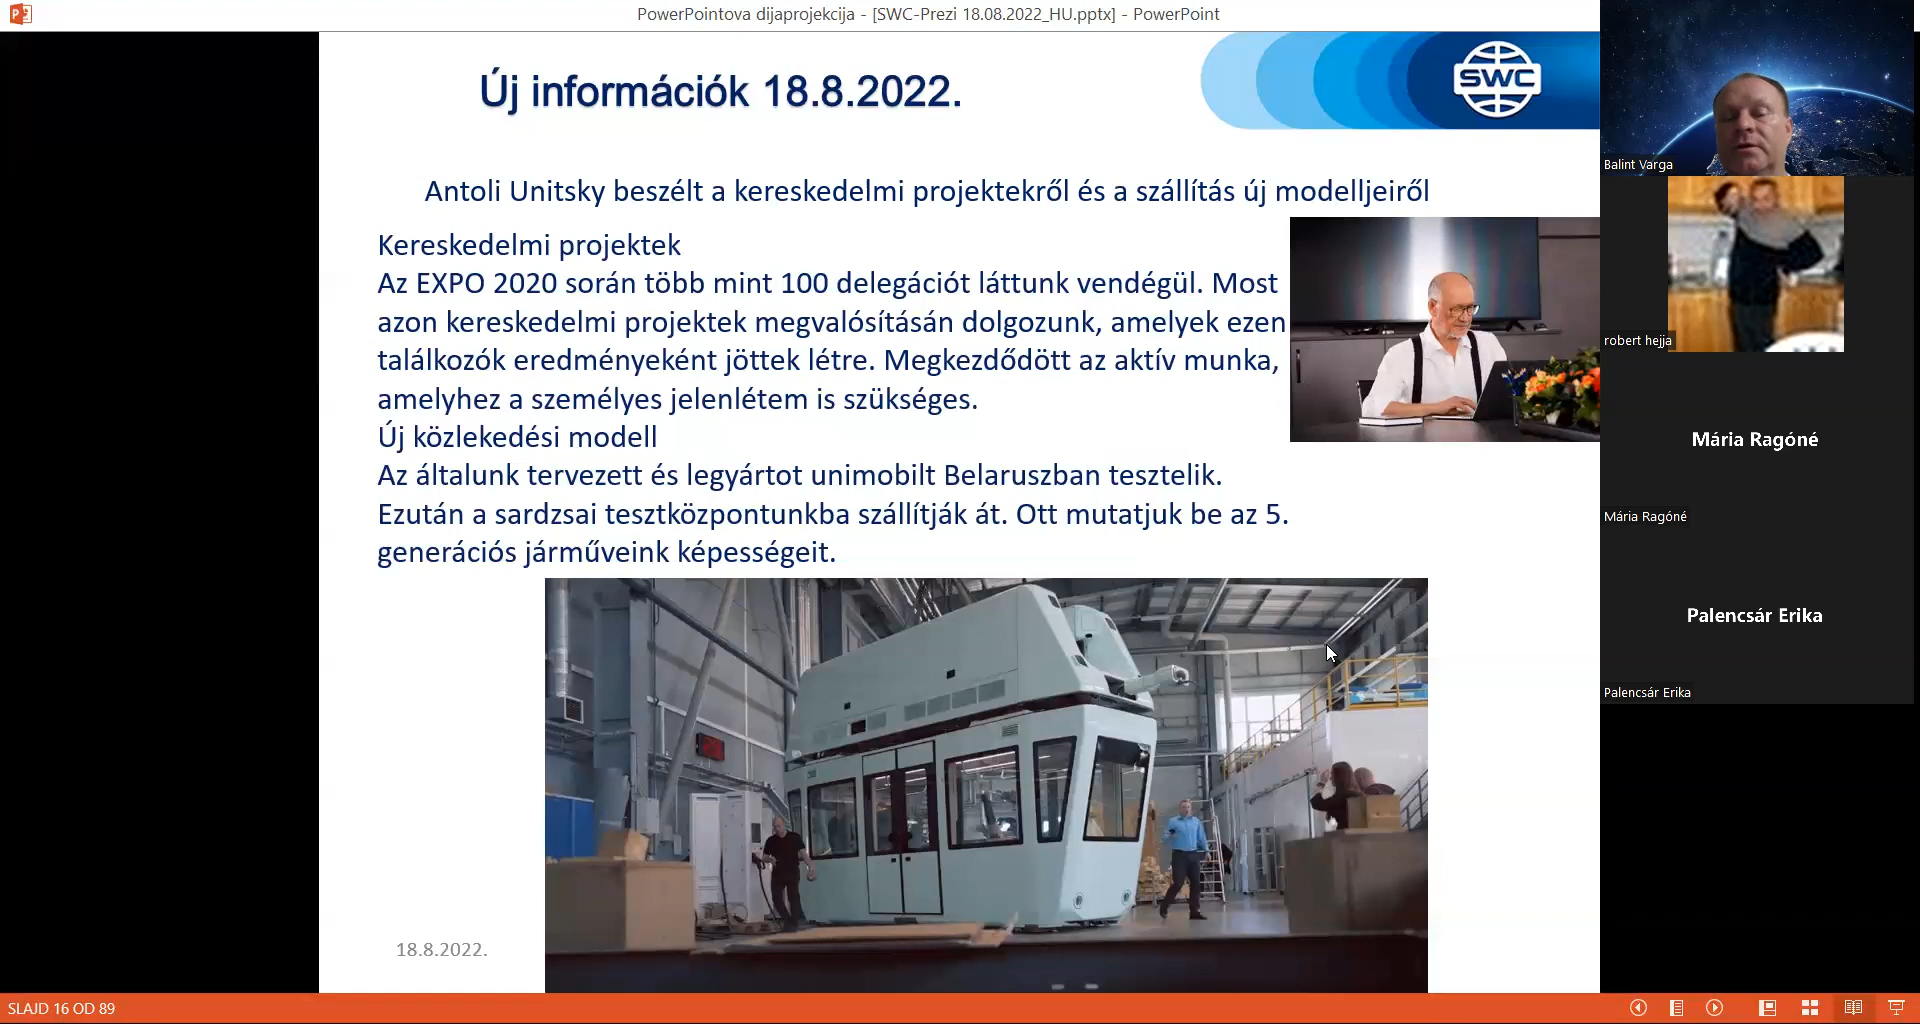 PowerPointova dijaprojekcija - [SWC-Prezi 18.08.2022_HU.pptx] - PowerPoint
Új információk 18.8.2022.
SWC
Antoli Unitsky beszélt a kereskedelmi projektekről és a szállítás új modelljeiről
Kereskedelmi projektek
Az EXPO 2020 során több mint 100 delegációt láttunk vendégül. Most
azon kereskedelmi projektek megvalósításán dolgozunk, amelyek ezen
találkozók eredményeként jöttek létre. Megkezdődött az aktív munka,
amelyhez a személyes jelenlétem is szükséges.
Új közlekedési modell
Az általunk tervezett és legyártot unimobilt Belaruszban tesztelik.
Ezután a sardzsai tesztközpontunkba szállítják át. Ott mutatjuk be az 5.
generációs járműveink képességeit.
18.8.2022.
Balint Varga
robert hejja
Mária Ragóné
Mária Ragóné
Palencsár Erika
Palencsár Erika
SLAJD 16 OD 89